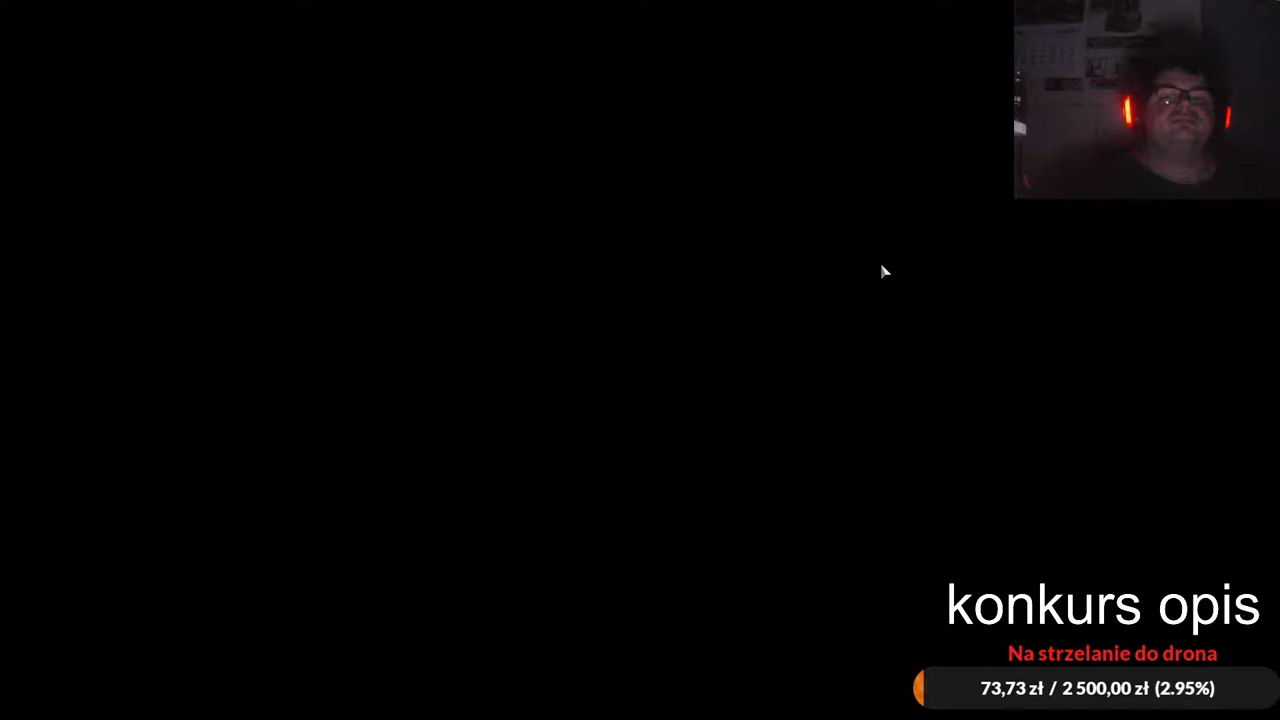 konkurs opis
Na strzelanie do drona
73,73 zł / 2 500,00 zł (2.95%)